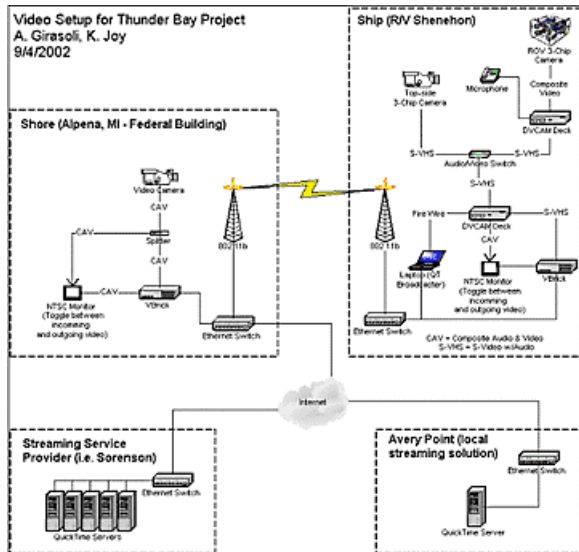 Video Setup for Thunder Bay Project
A. Girasoli, K. Joy
9/4/2002
Ship (R/V Shenehon)
ROV 3-Chip
Camera
Composite
Video
Microphone
Top-side
3-Chip Camera
DVCAM Deck
S-VHS
S-VHS
Audio/Video Switch
S-VHS
Fire Wire
DVCAM Deck
S-VHS
CAV
802.11b
Laptop (QT
Broadcaster)
NTSC Monitor
(Toggle between
incomming
and outgoing video)
VBrick
Ethernet Switch
CAV = Composite Audio & Video
S-VHS = S-Video w/Audio
Shore (Alpena, MI - Federal Building)
Video Camera
CAV
CAV
Splitter
CAV
802.11b
CAV
NTSC Monitor
(Toggle between
incomming
and outgoing video)
VBrick
Ethernet Switch
Internet
Streaming Service
Provider (i.e. Sorenson)
Ethernet Switch
QuickTime Servers
Avery Point (local
streaming solution)
Ethernet Switch
QuickTime Server